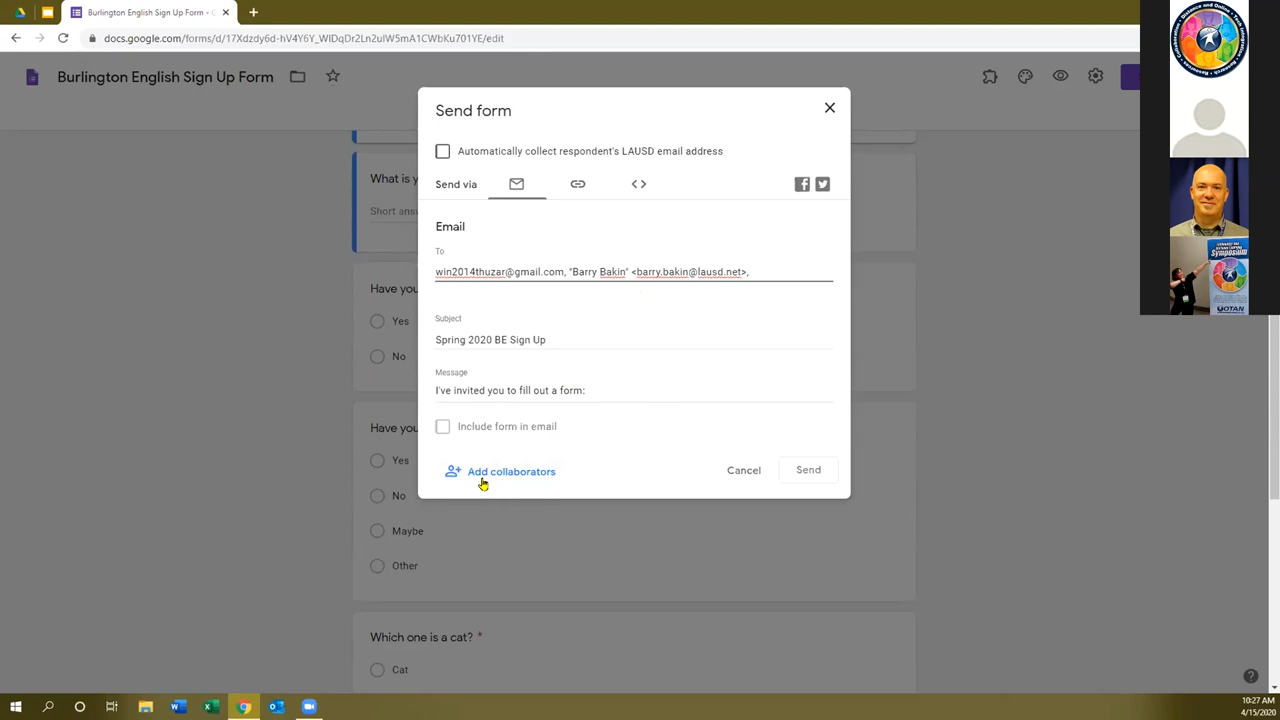 Burlington English Sign Up Form - G
docs.google.com/forms/d/17Xdzdy6d-hV4Y6Y_WIDqDr2Ln2ulW5mA1CWbKu701YE/edit
Burlington English Sign Up Form
Send form
Automatically collect respondent's LAUSD email address
Send via
Email
To
win2014thuzar@gmail.com, "Barry Bakin" <barry.bakin@lausd.net>,
Subject
Spring 2020 BE Sign Up
Message
I've invited you to fill out a form:
Include form in email
Add collaborators
Cancel
Send
What is y
Short answ
Have you
Yes
No
Have you
Yes
No
Maybe
Other
Which one is a cat? *
Cat
Symposium
OTAN
10:27 AM
4/15/2020